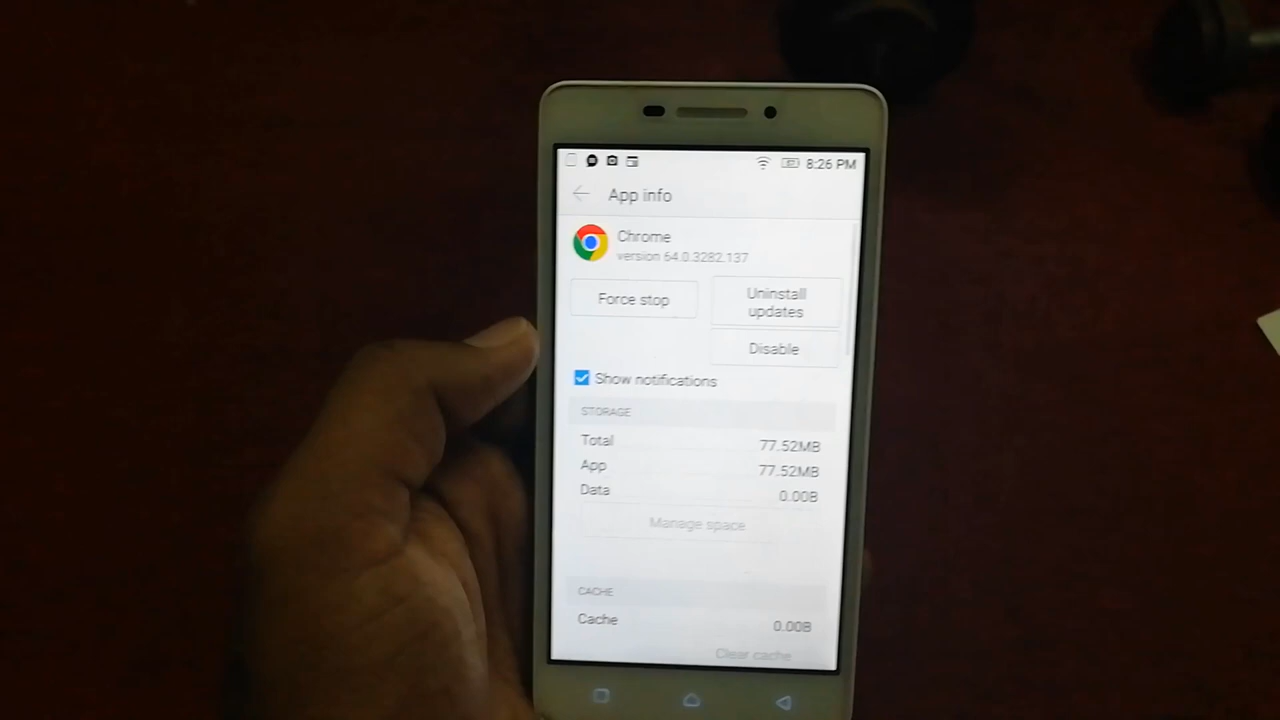 8:26 PM
App info
Chrome
version 64.0.3282.137
Force stop
Uninstall
updates
Disable
Show notifications
STORAGE
Total 77.52MB
App 77.52MB
Data 0.00B
Manage space
CACHE
Cache 0.00B
Clear cache